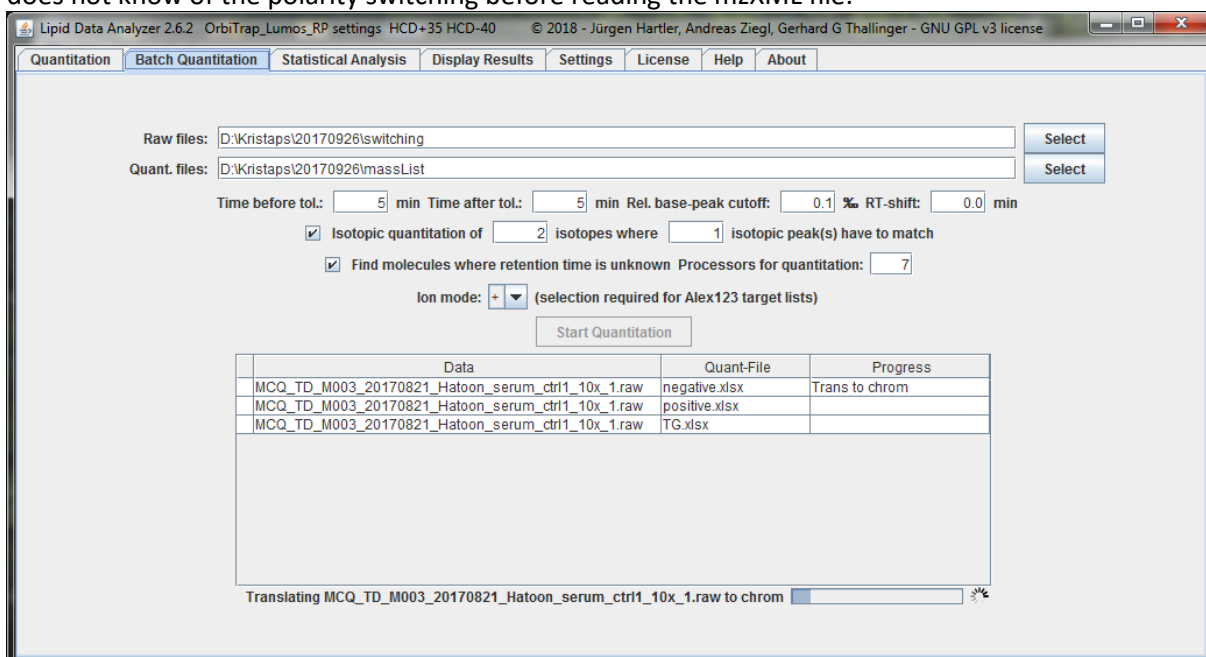 does not know of the polarity switching before reading the mzXML file.
Lipid Data Analyzer 2.6.2 OrbiTrap_Lumos_RP settings HCD+35 HCD-40 © 2018 - Jürgen Hartler, Andreas Ziegl, Gerhard G Thallinger - GNU GPL v3 license
Quantitation Batch Quantitation Statistical Analysis Display Results Settings License Help About
Raw files: D:\Kristaps\20170926\switching Select
Quant. files: D:\Kristaps\20170926\massList Select
Time before tol.: 5 min Time after tol.: 5 min Rel. base-peak cutoff: 0.1 ‰ RT-shift: 0.0 min
Isotopic quantitation of 2 isotopes where 1 isotopic peak(s) have to match
Find molecules where retention time is unknown Processors for quantitation: 7
Ion mode: + (selection required for Alex123 target lists)
Start Quantitation
Data Quant-File Progress
MCQ_TD_M003_20170821_Hatoon_serum_ctrl1_10x_1.raw negative.xlsx Trans to chrom
MCQ_TD_M003_20170821_Hatoon_serum_ctrl1_10x_1.raw positive.xlsx
MCQ_TD_M003_20170821_Hatoon_serum_ctrl1_10x_1.raw TG.xlsx
Translating MCQ_TD_M003_20170821_Hatoon_serum_ctrl1_10x_1.raw to chrom